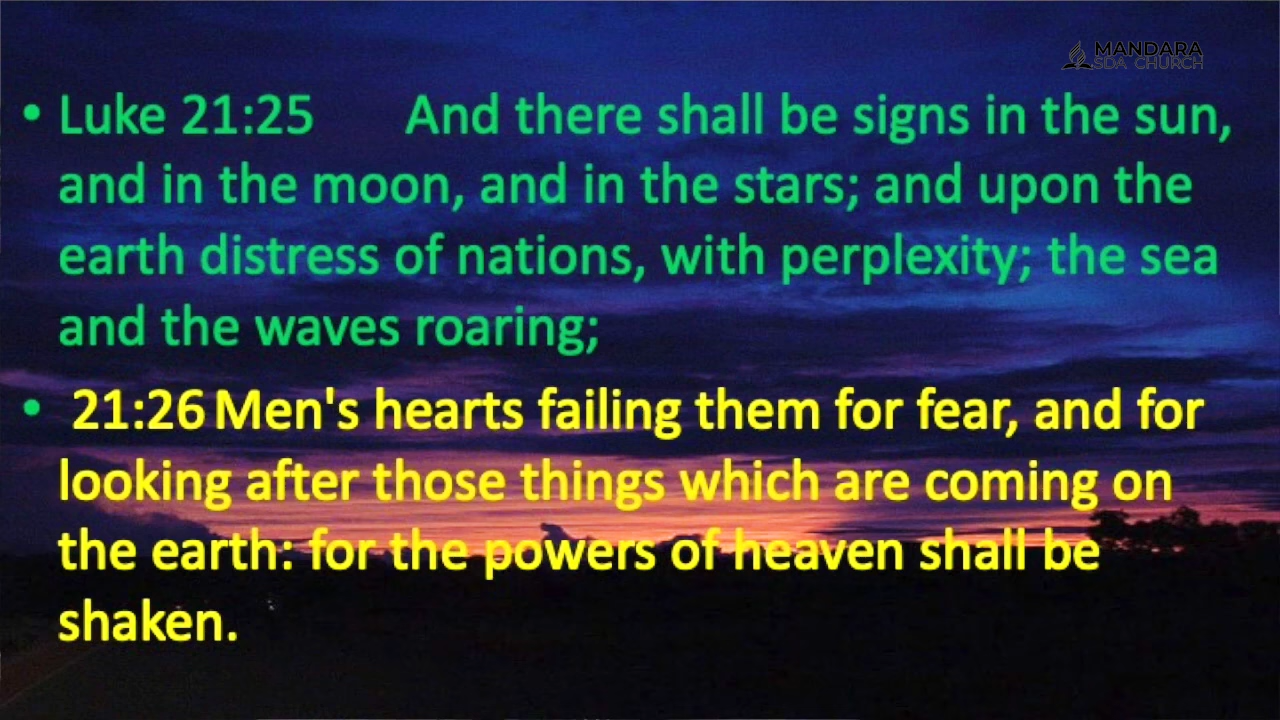 MANDARA
SDA CHURCH
• Luke 21:25 And there shall be signs in the sun,
and in the moon, and in the stars; and upon the
earth distress of nations, with perplexity; the sea
and the waves roaring;
• 21:26 Men's hearts failing them for fear, and for
looking after those things which are coming on
the earth: for the powers of heaven shall be
shaken.